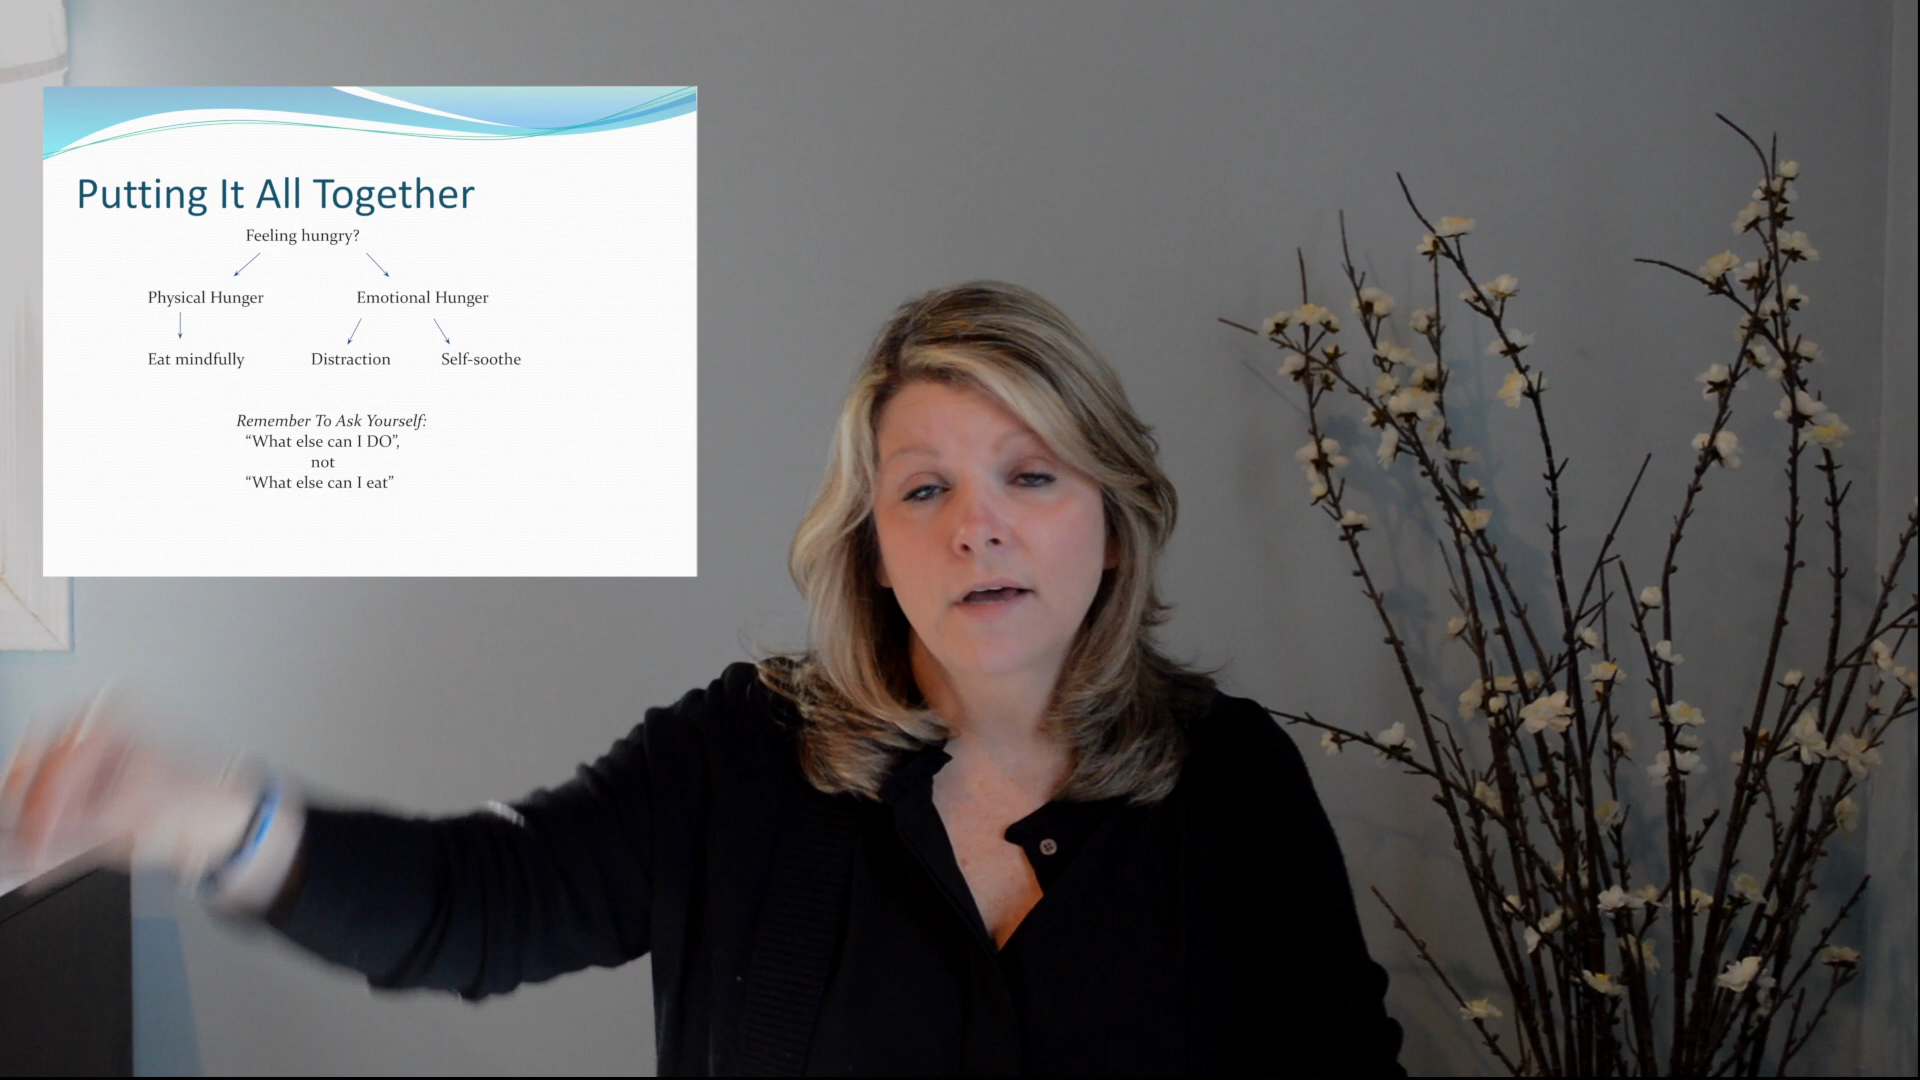 Putting It All Together
Feeling hungry?
Physical Hunger
Emotional Hunger
Eat mindfully
Distraction
Self-soothe
Remember To Ask Yourself:
“What else can I DO”,
not
“What else can I eat”